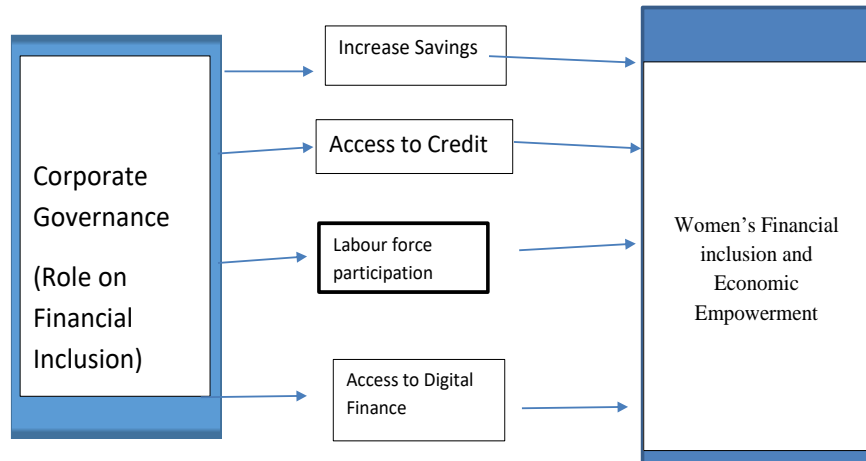 Corporate
Governance
(Role on
Financial
Inclusion)
Increase Savings
Access to Credit
Labour force
participation
Access to Digital
Finance
Women’s Financial
inclusion and
Economic
Empowerment